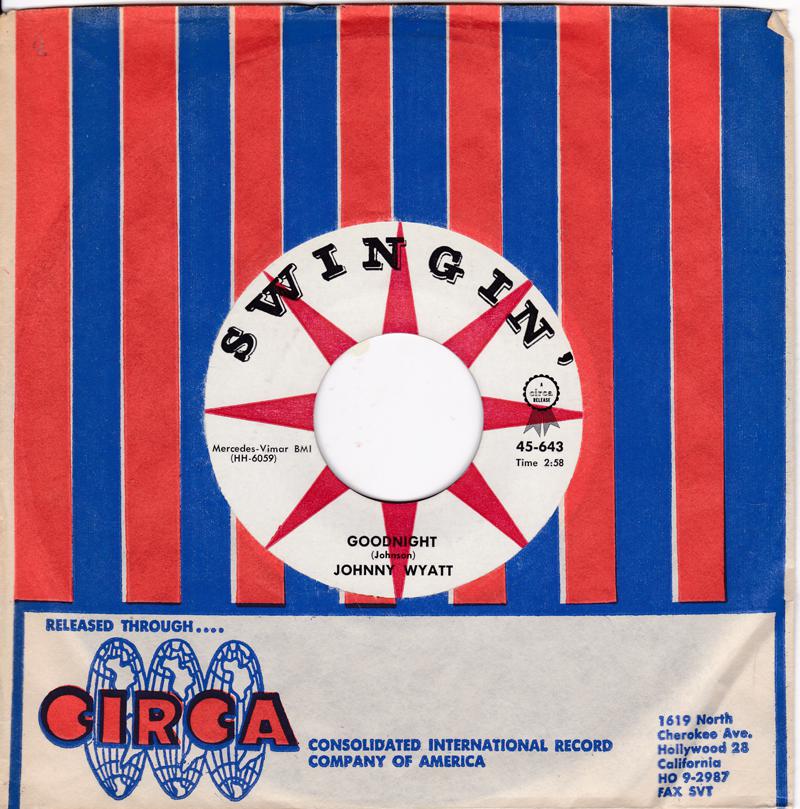 SWINGIN'
A
circa
RELEASE
Mercedes-Vimar BMI
(HH-6059)
45-643
Time 2:58
GOODNIGHT
(Johnson)
JOHNNY WYATT
RELEASED THROUGH....
CIRCA
CONSOLIDATED INTERNATIONAL RECORD
COMPANY OF AMERICA
1619 North
Cherokee Ave.
Hollywood 28
California
HO 9-2987
FAX SVT